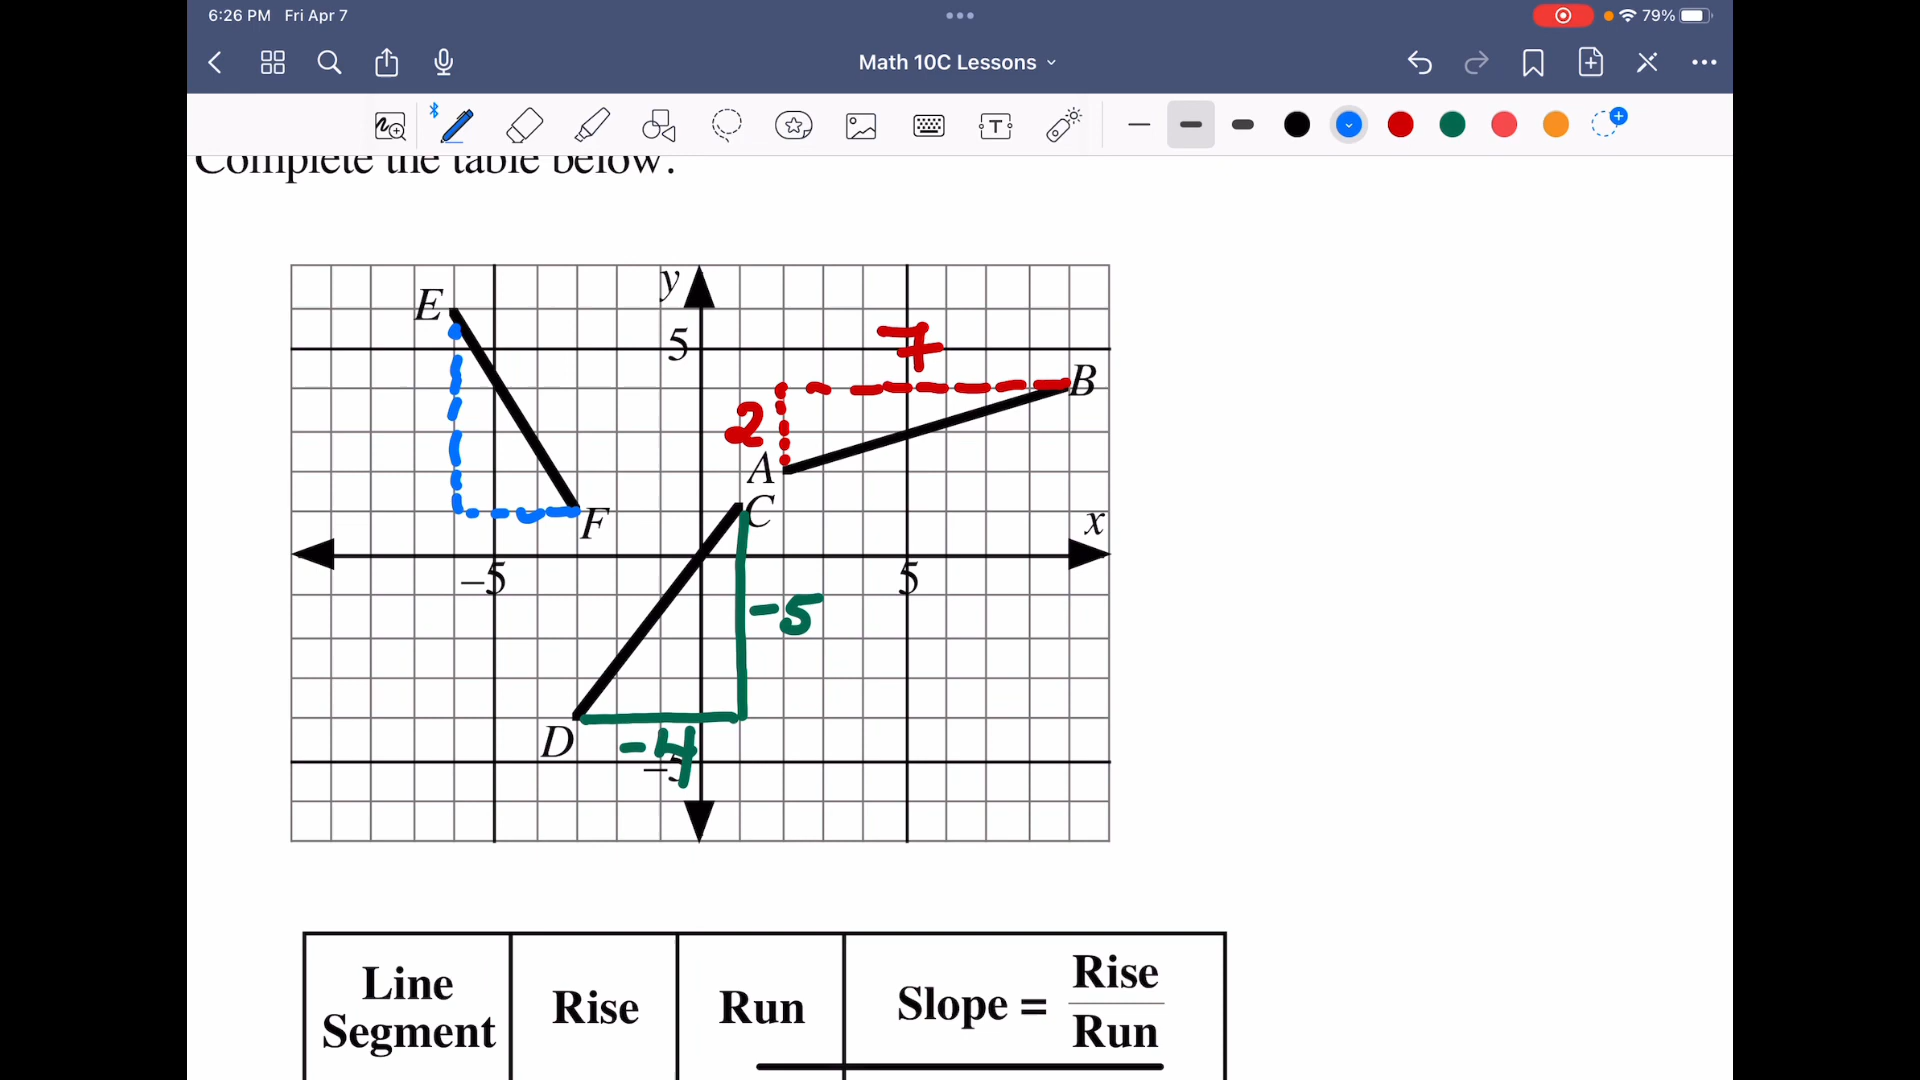 6:26 PM Fri Apr 7
79%
Math 10C Lessons
T
Complete the table below.
E
y
5
7
B
2
A
C
F
x
-5
5
-5
D
-4
-5
Line Segment
Rise
Run
Slope = Rise / Run